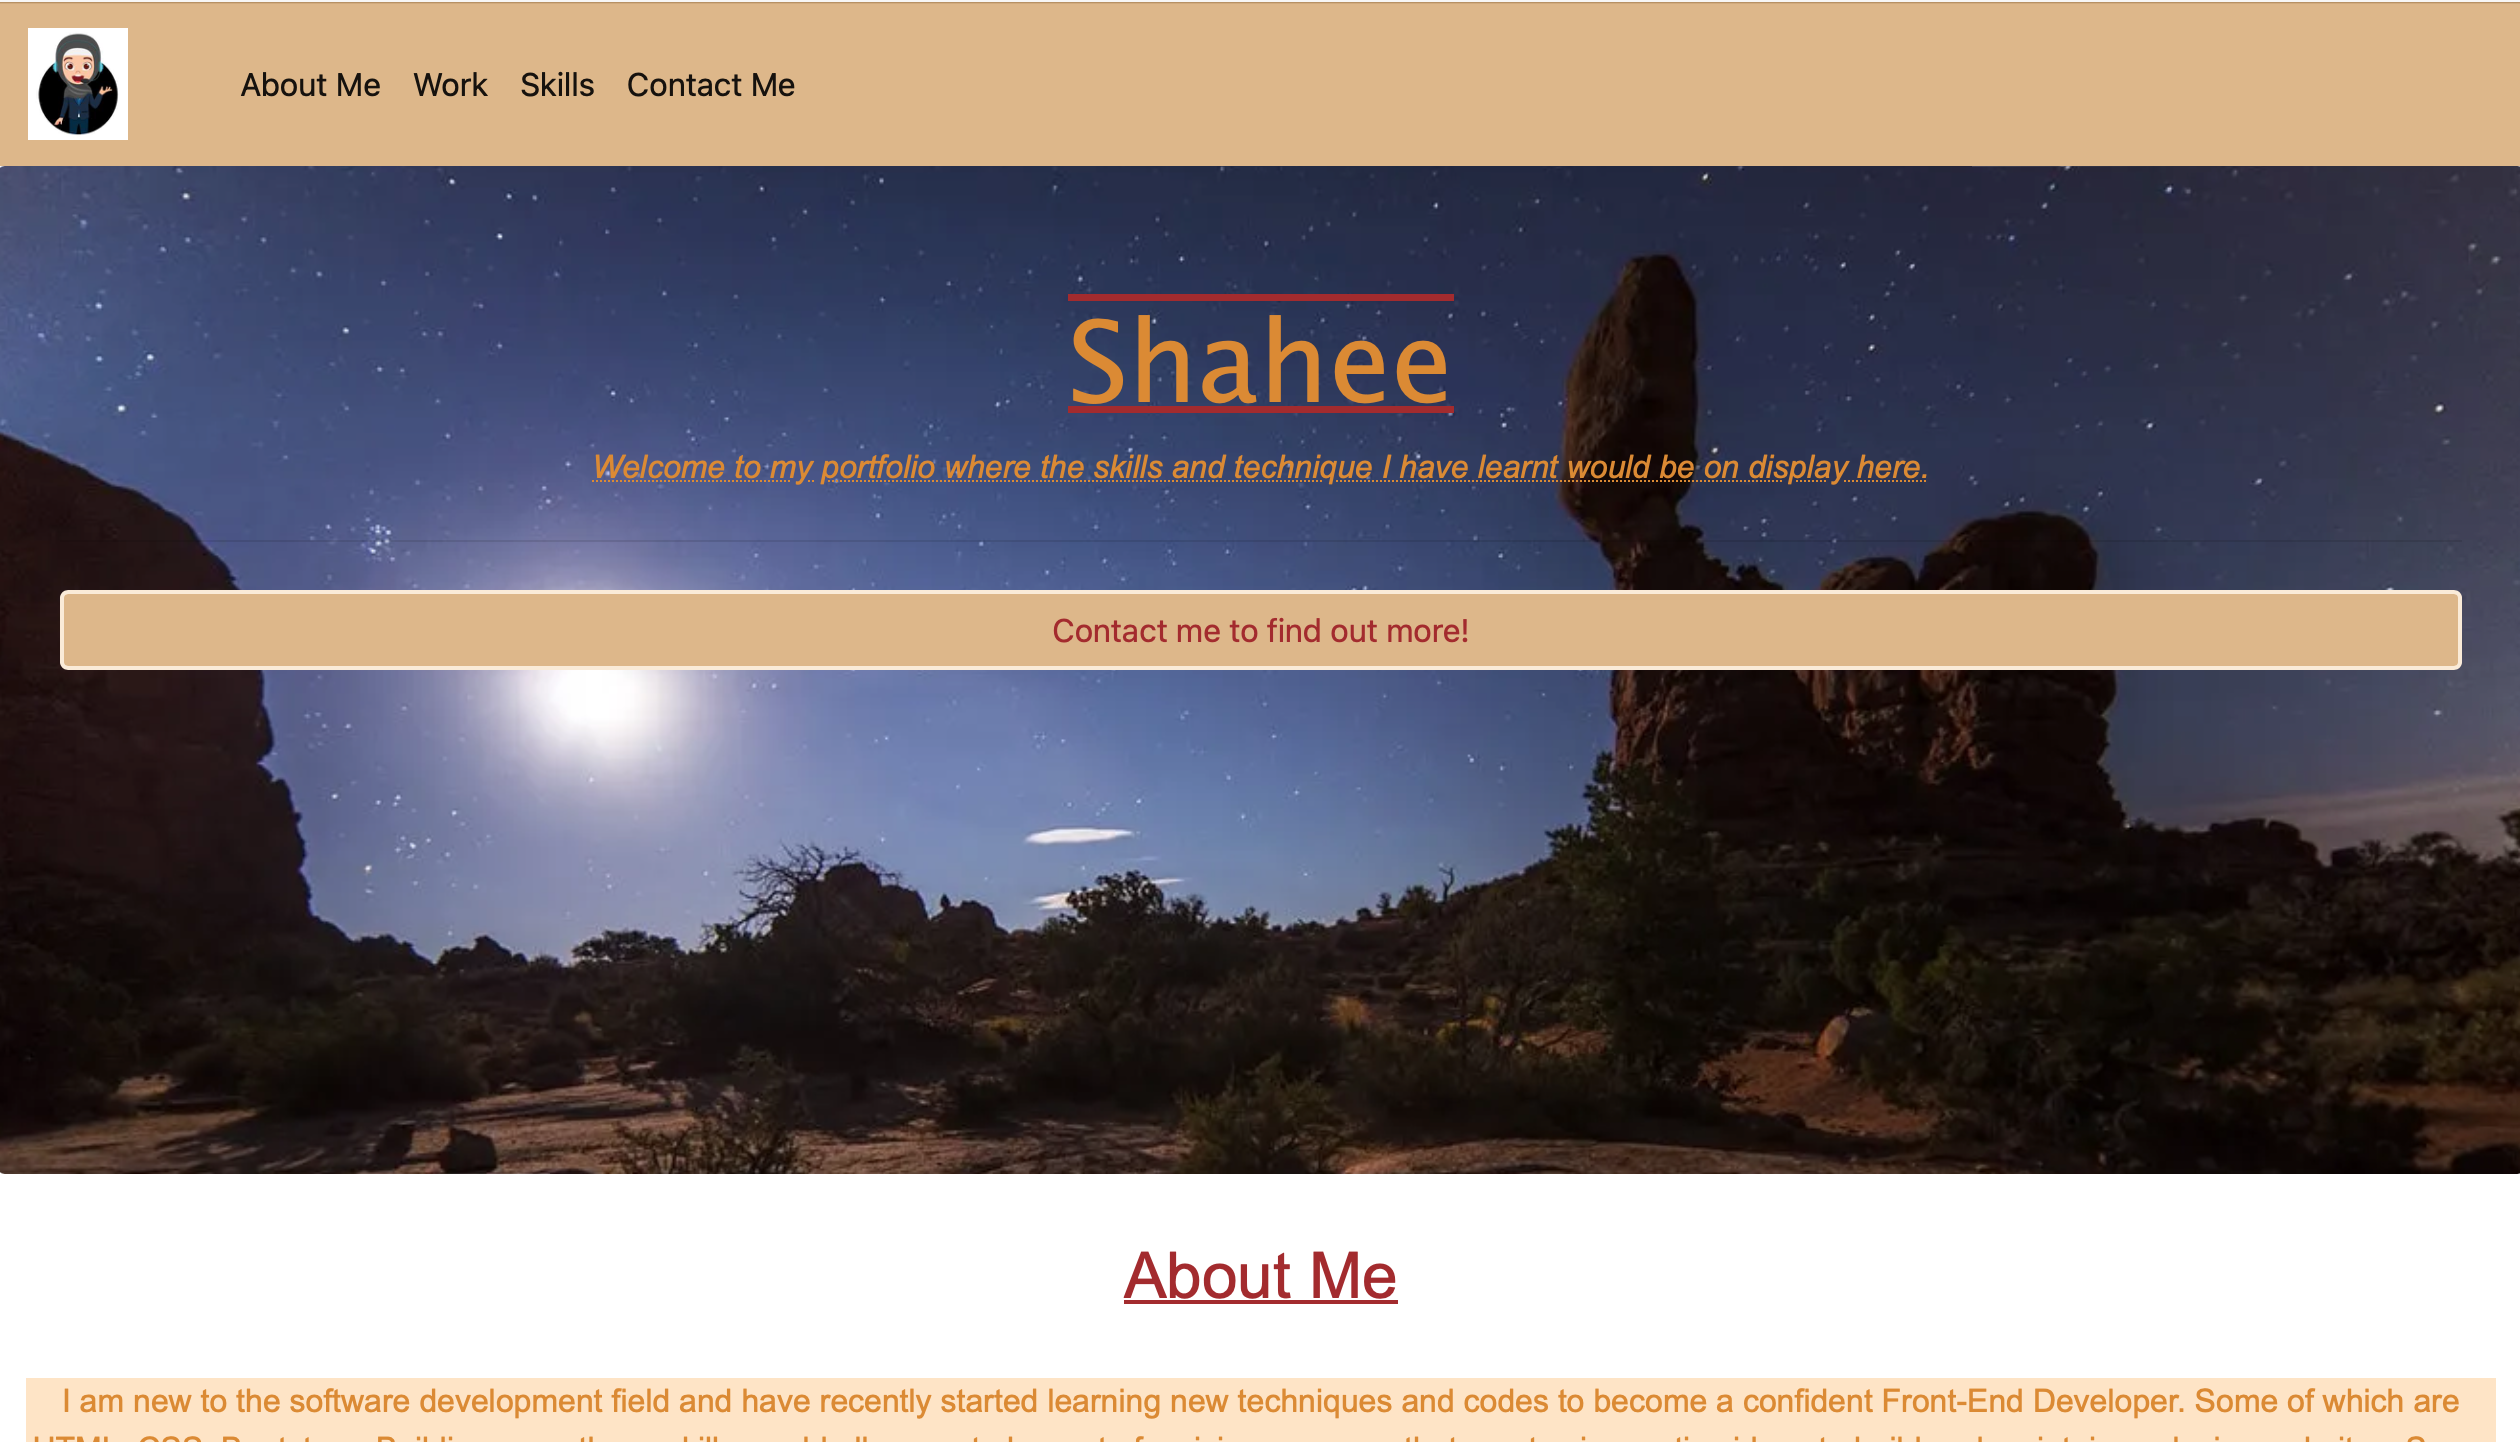 About Me Work Skills Contact Me
Shahee
Welcome to my portfolio where the skills and technique I have learnt would be on display here.
Contact me to find out more!
About Me
I am new to the software development field and have recently started learning new techniques and codes to become a confident Front-End Developer. Some of which are
HTML, CSS, Bootstrap